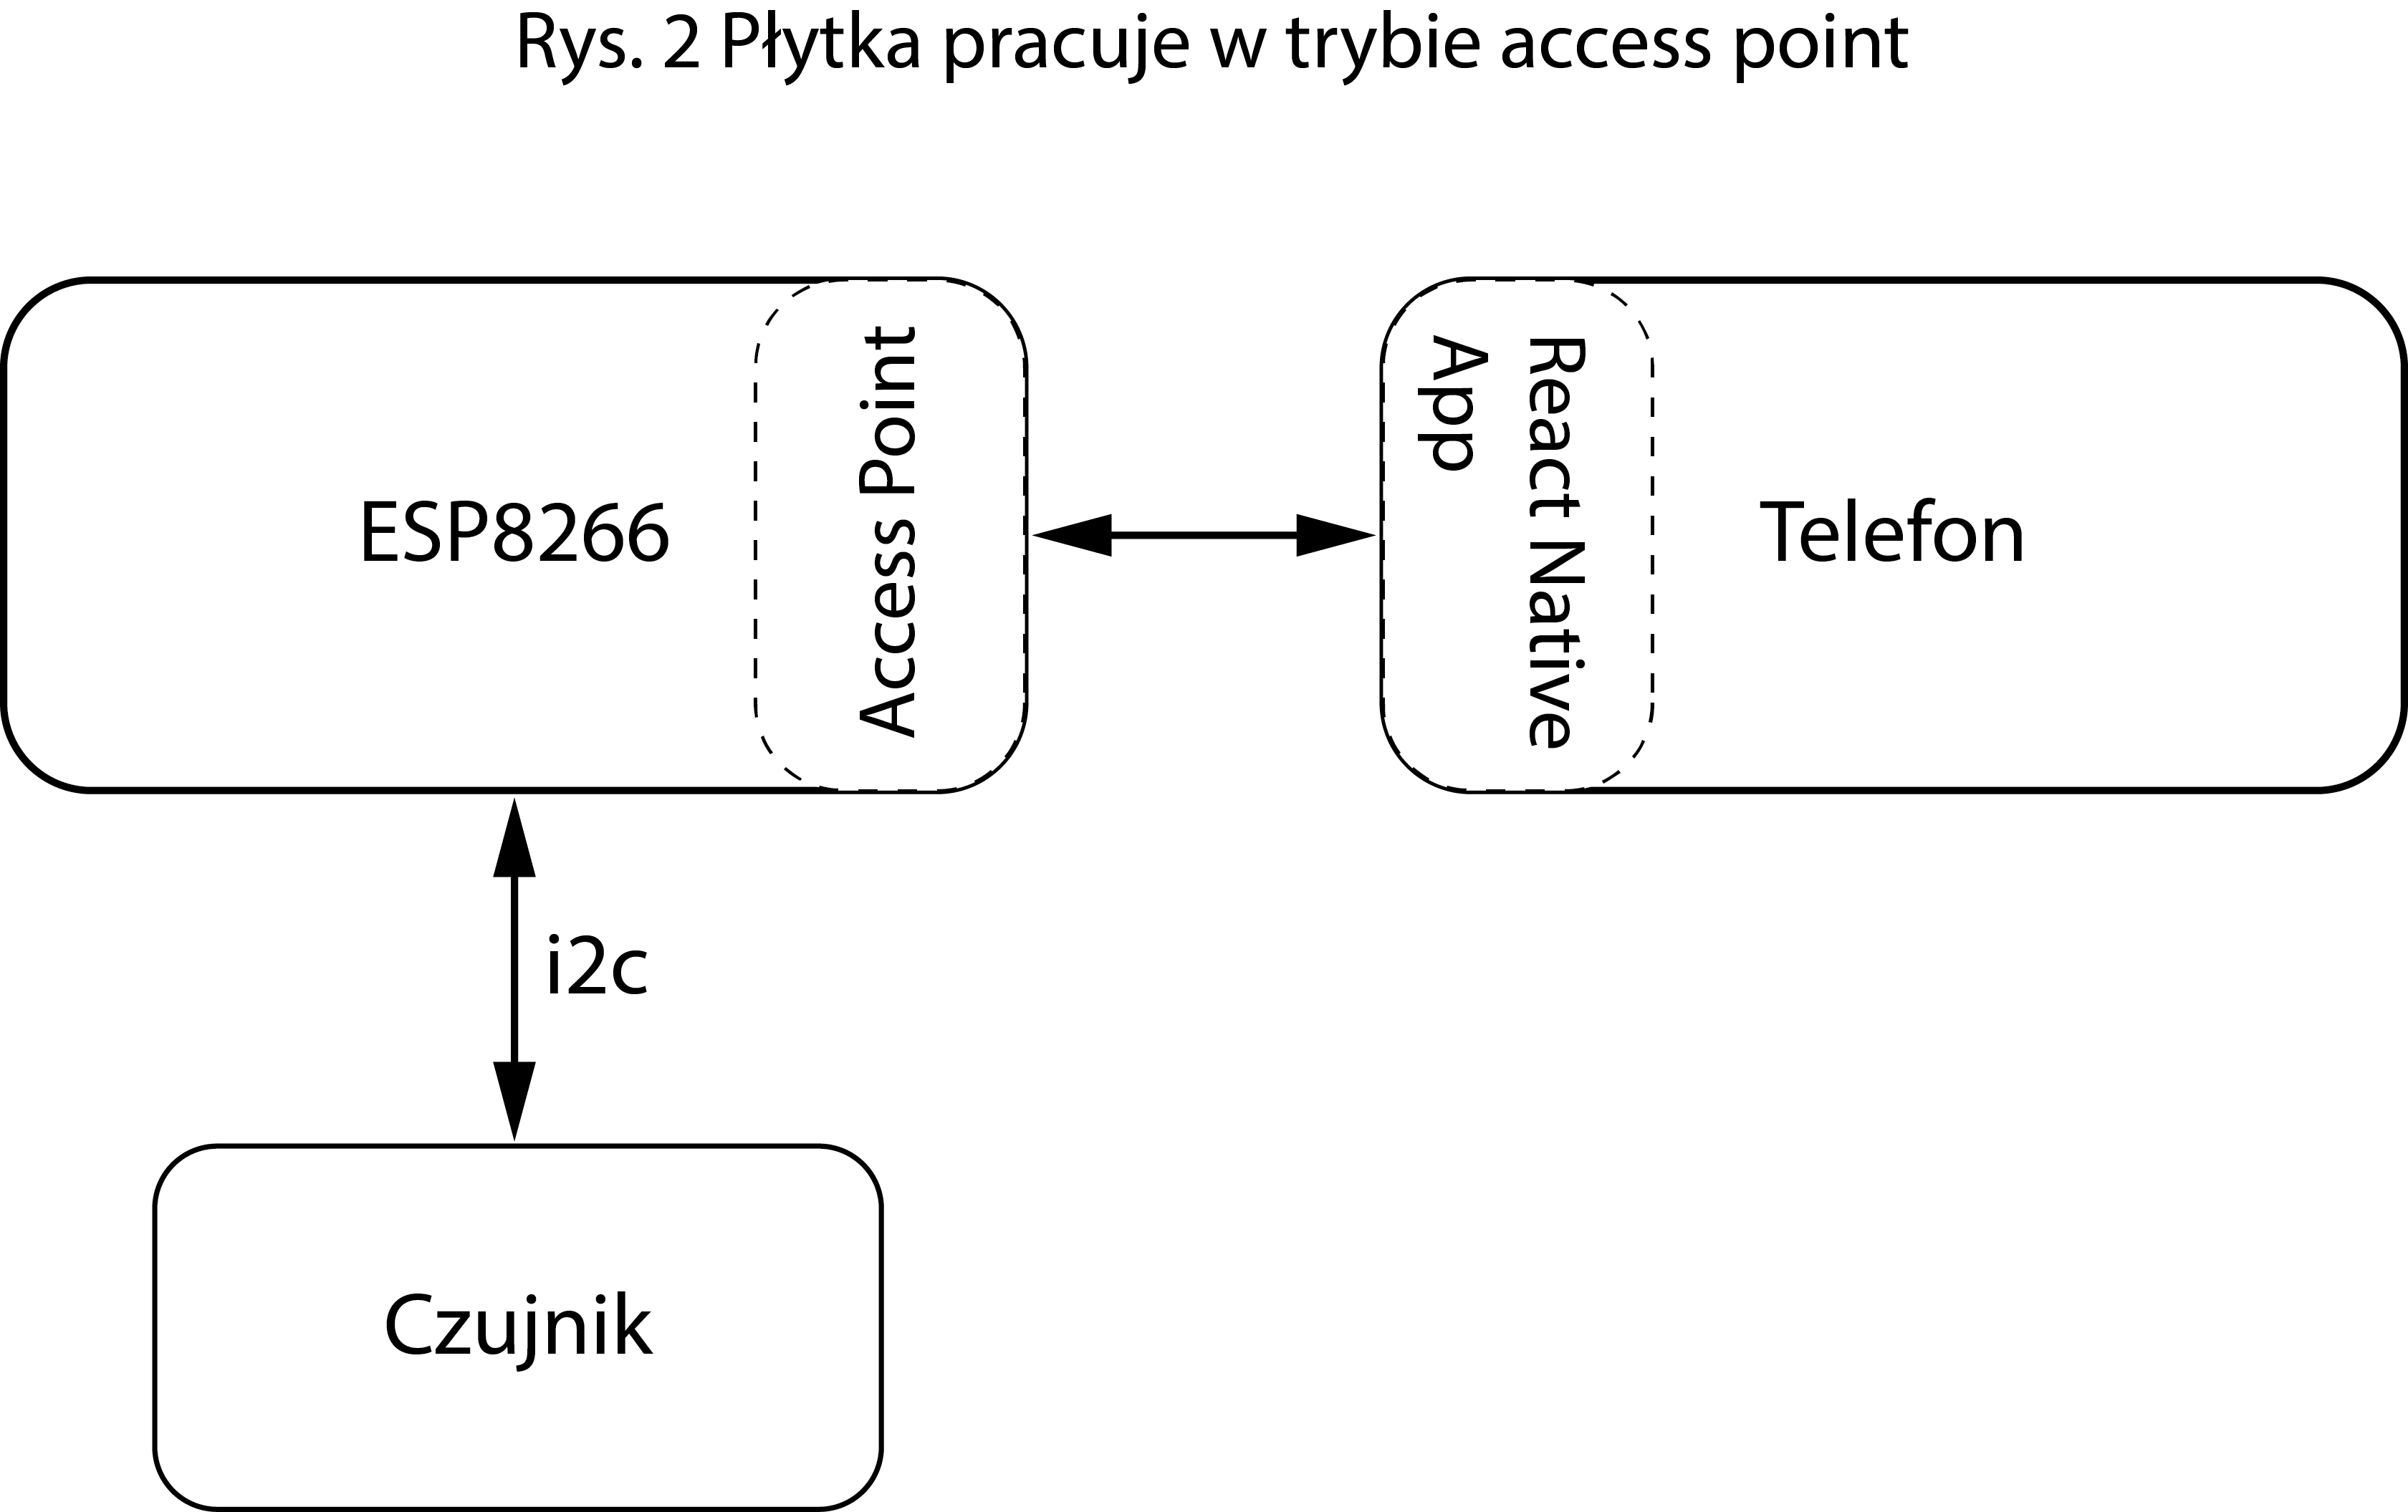 Rys. 2 Płytka pracuje w trybie access point
ESP8266
Access Point
React Native
App
Telefon
i2c
Czujnik